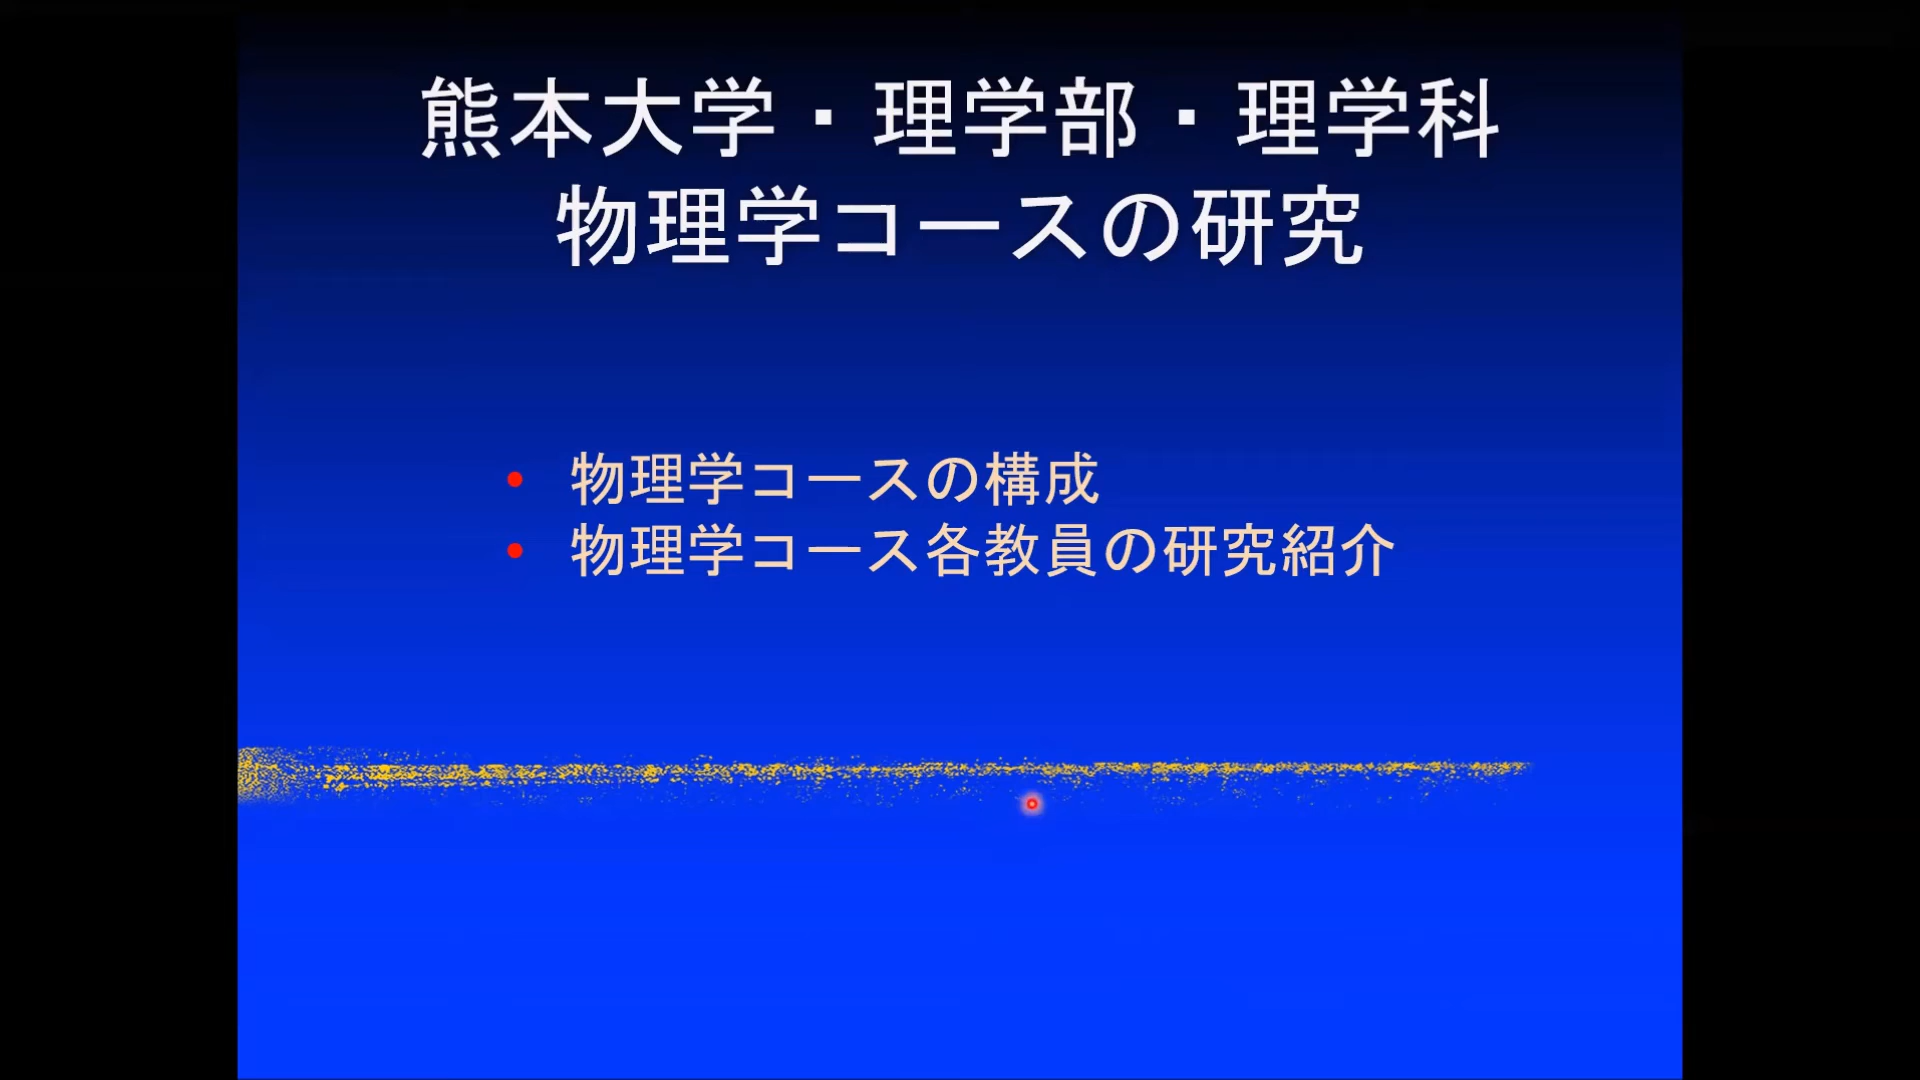 熊本大学・理学部・理学科
物理学コースの研究
• 物理学コースの構成
• 物理学コース各教員の研究紹介